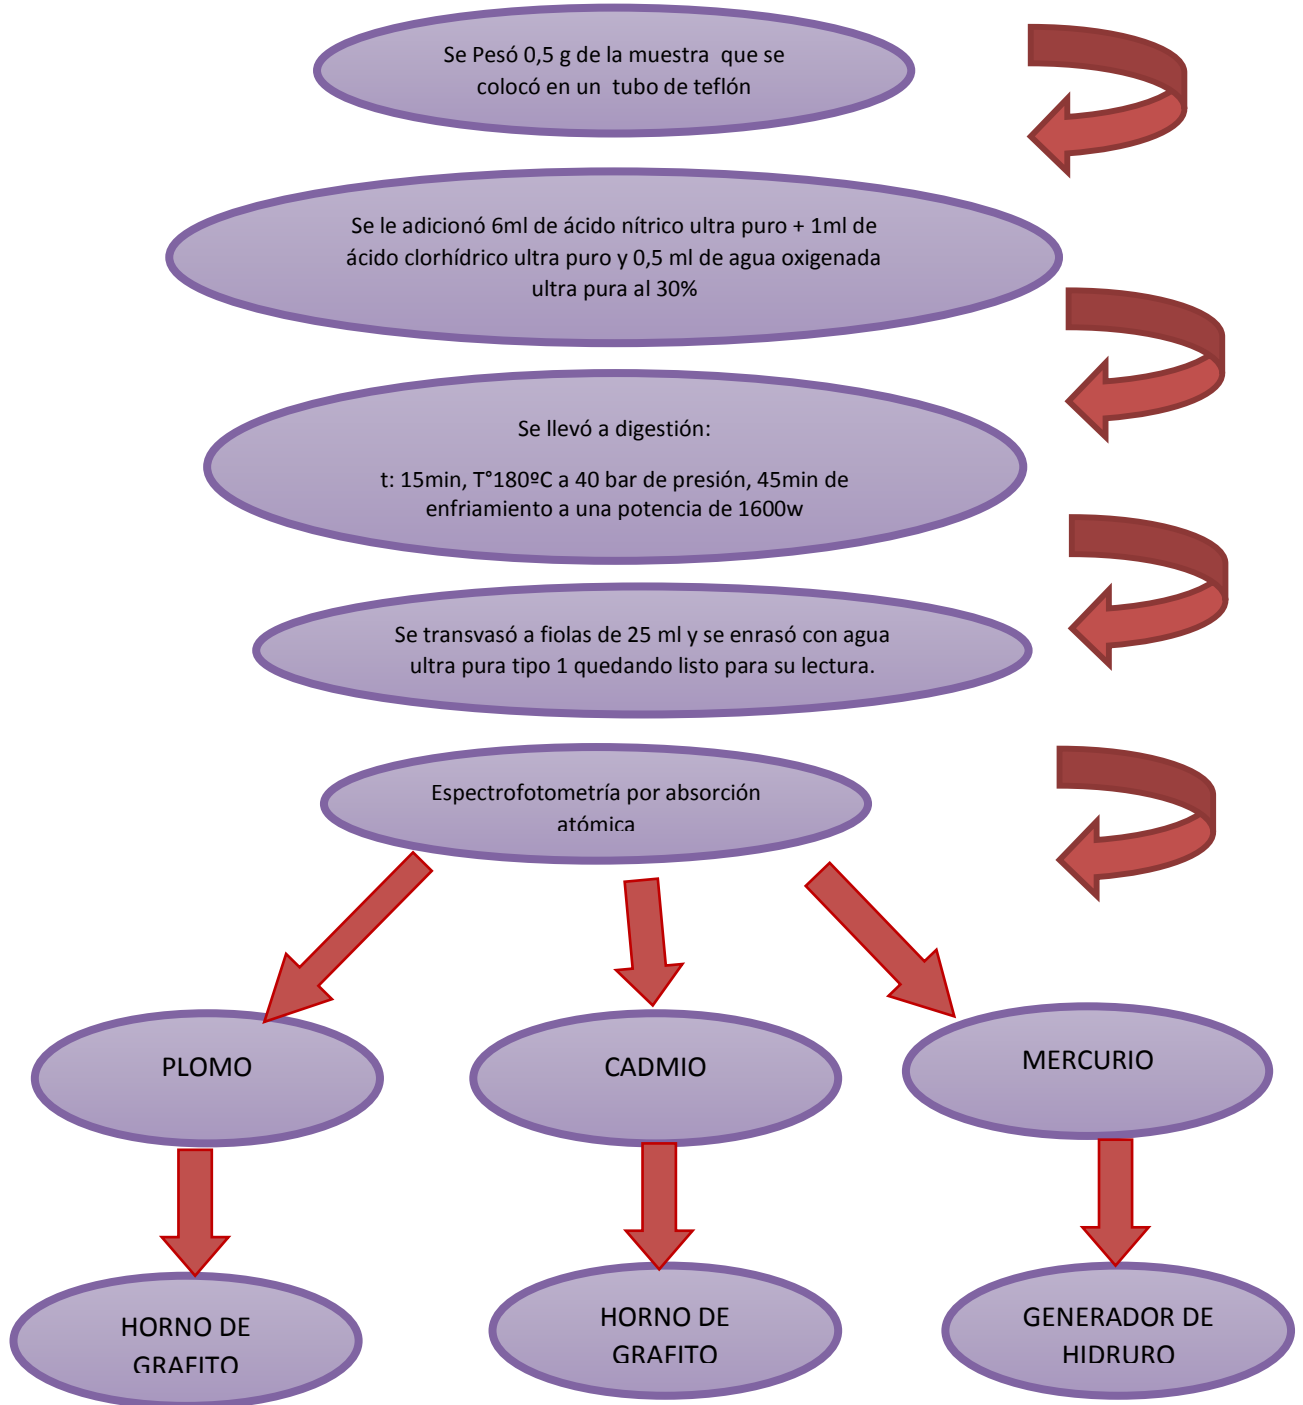 Se Pesó 0,5 g de la muestra que se
colocó en un tubo de teflón
Se le adicionó 6ml de ácido nítrico ultra puro + 1ml de
ácido clorhídrico ultra puro y 0,5 ml de agua oxigenada
ultra pura al 30%
Se llevó a digestión:
t: 15min, T°180ºC a 40 bar de presión, 45min de
enfriamiento a una potencia de 1600w
Se transvasó a fiolas de 25 ml y se enrasó con agua
ultra pura tipo 1 quedando listo para su lectura.
Espectrofotometría por absorción
atómica
PLOMO
CADMIO
MERCURIO
HORNO DE
GRAFITO
HORNO DE
GRAFITO
GENERADOR DE
HIDRURO